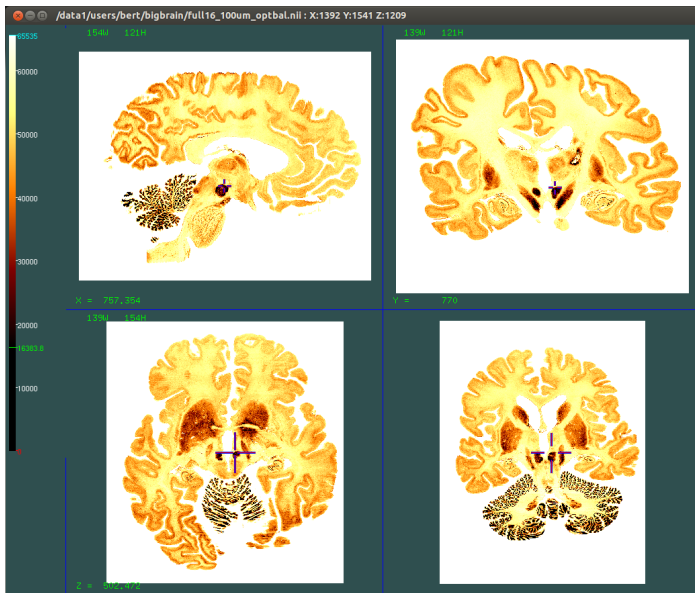 /data1/users/bert/bigbrain/full16_100um_optbal.nii : X:1392 Y:1541 Z:1209
65535
60000
50000
40000
30000
20000
16383.8
10000
154W 121H
X = 757.354
139W 121H
Y = 770
139W 154H
Z = 502.472